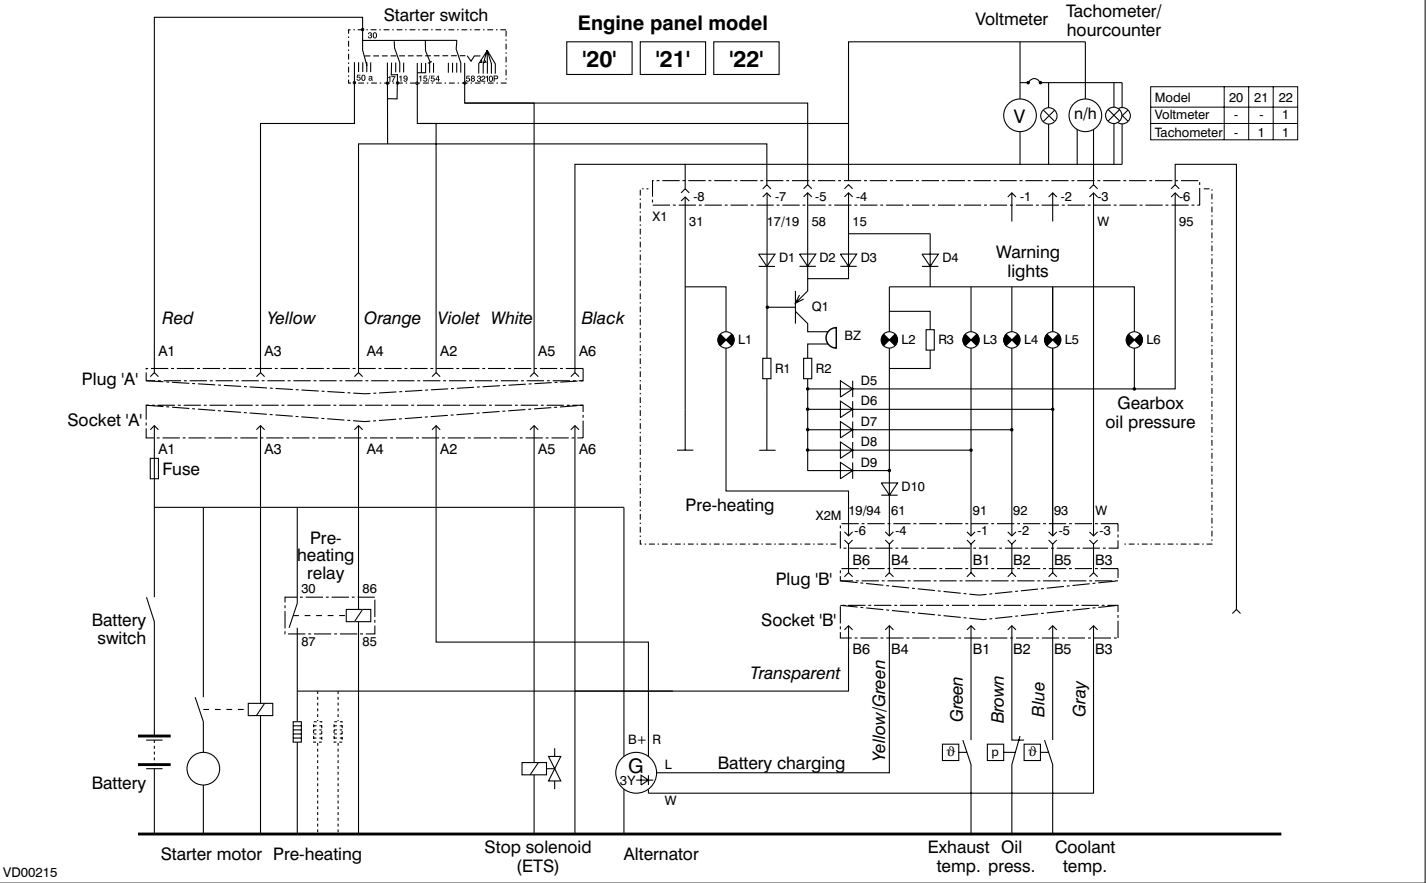 Starter switch
Engine panel model
'20' '21' '22'
Voltmeter
Tachometer/
hourcounter
30
50 a 17/19 15/54 58 3210P
V
n/h
Model 20 21 22
Voltmeter - - 1
Tachometer - 1 1
X1
-8 -7 -5 -4 -1 -2 -3 -6
31 17/19 58 15 W 95
Warning
lights
D1 D2 D3 D4
Q1
BZ
L1 L2 R3 L3 L4 L5 L6
R1 R2
D5
D6
D7
D8
D9
D10
Gearbox
oil pressure
Pre-heating
Red Yellow Orange Violet White Black
A1 A3 A4 A2 A5 A6
Plug 'A'
Socket 'A'
A1 A3 A4 A2 A5 A6
Fuse
X2M
19/94 61 91 92 93 W
-6 -4 -1 -2 -5 -3
B6 B4 B1 B2 B5 B3
Plug 'B'
Socket 'B'
B6 B4 B1 B2 B5 B3
Pre-
heating
relay
30 86
87 85
Battery
switch
Transparent
Yellow/Green
Green
Brown
Blue
Gray
B+ R
G
3Y
L
W
Battery charging
ϑ p ϑ
Battery
Starter motor
Pre-heating
Stop solenoid
(ETS)
Alternator
Exhaust
temp.
Oil
press.
Coolant
temp.
VD00215